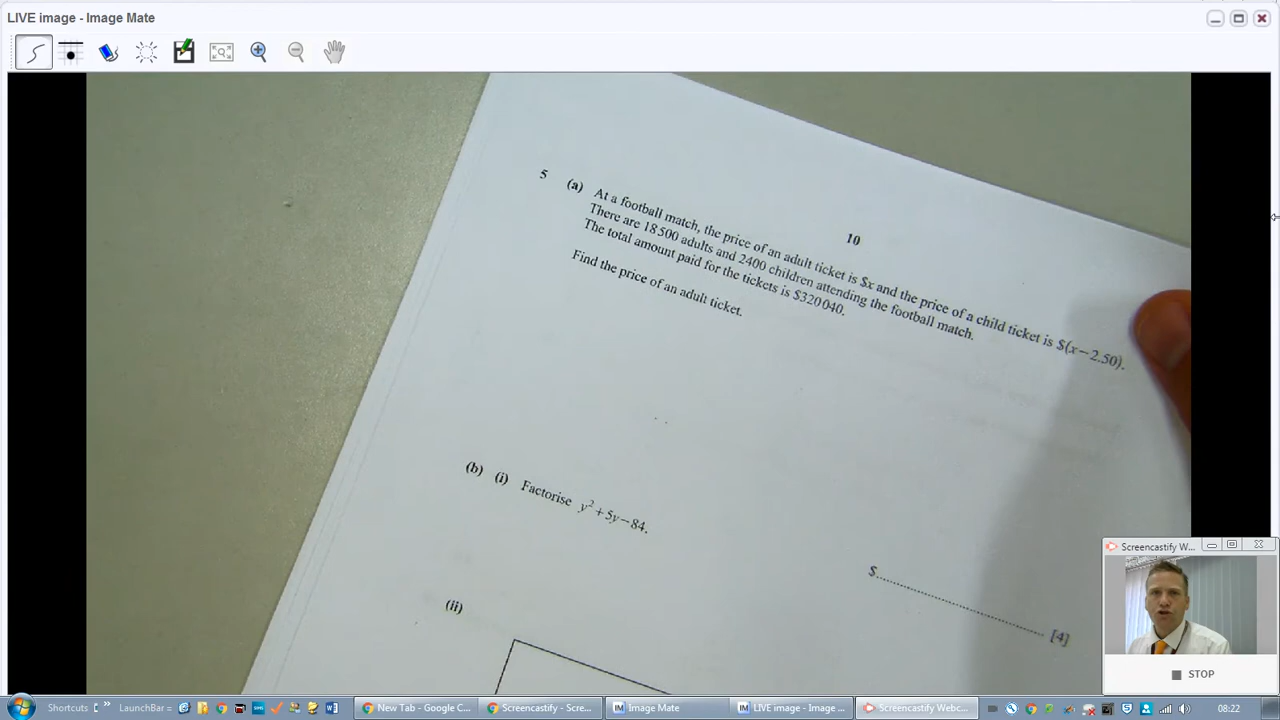 LIVE image - Image Mate
10
5 (a) At a football match, the price of an adult ticket is $x and the price of a child ticket is $(x−2.50).
There are 18 500 adults and 2400 children attending the football match.
The total amount paid for the tickets is $320 040.
Find the price of an adult ticket.
$ [4]
(b) (i) Factorise y²+5y−84.
(ii)
Screencastify W...
STOP
Shortcuts
LaunchBar
New Tab - Google C...
Screencastify - Scre...
Image Mate
LIVE image - Image ...
Screencastify Webc...
08:22